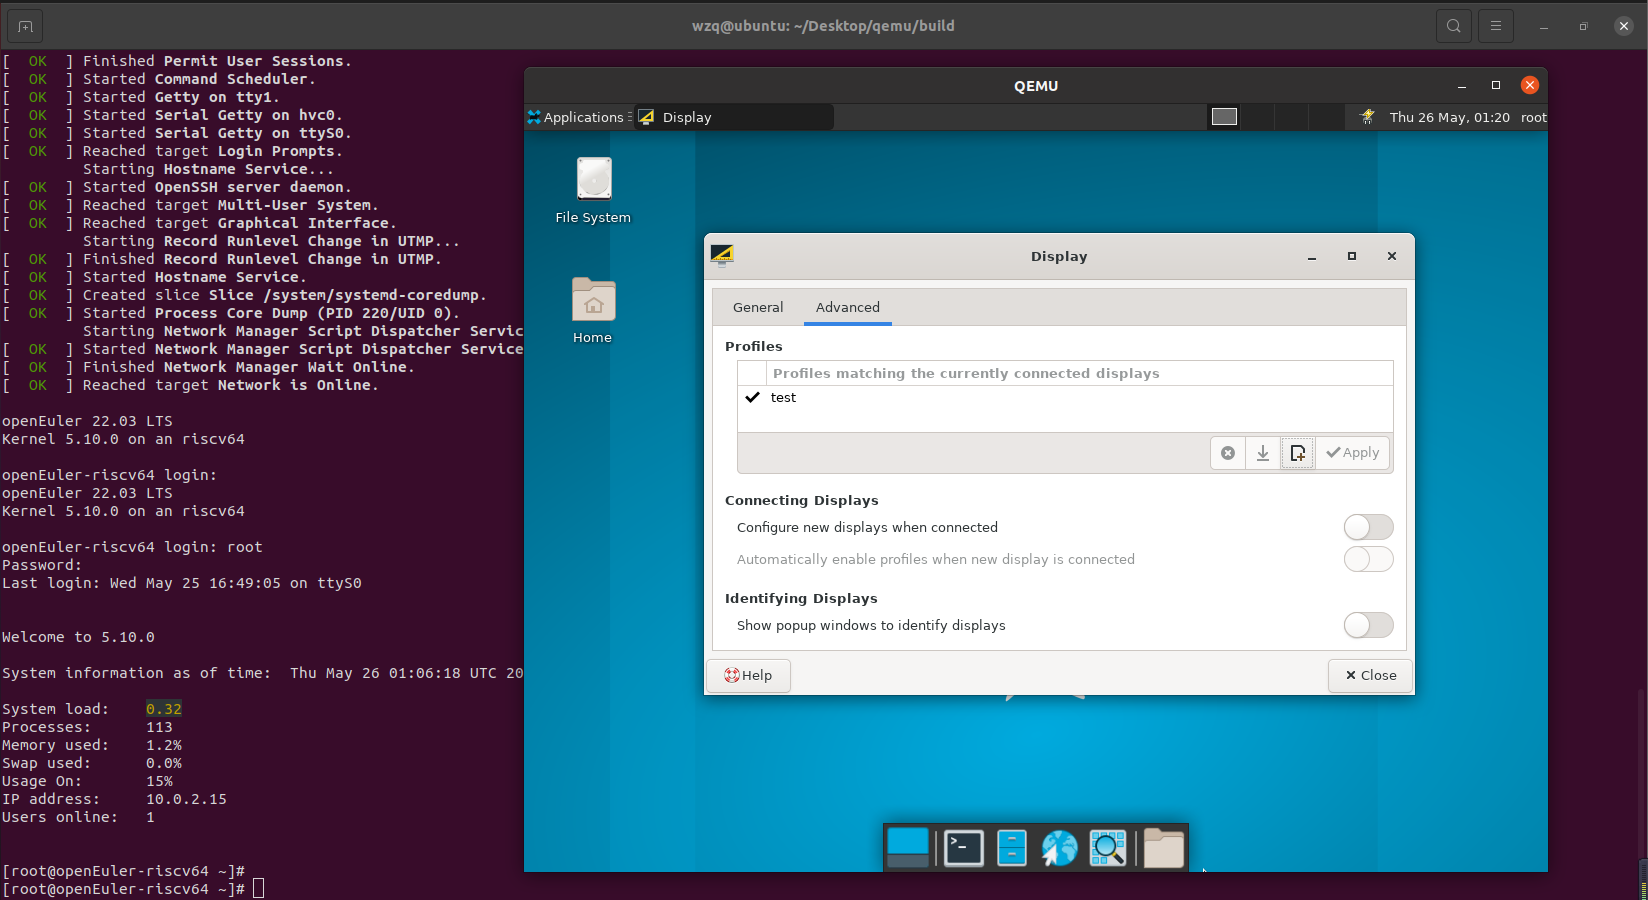 wzq@ubuntu: ~/Desktop/qemu/build
[  OK  ] Finished Permit User Sessions.
[  OK  ] Started Command Scheduler.
[  OK  ] Started Getty on tty1.
[  OK  ] Started Serial Getty on hvc0.
[  OK  ] Started Serial Getty on ttyS0.
[  OK  ] Reached target Login Prompts.
Starting Hostname Service...
[  OK  ] Started OpenSSH server daemon.
[  OK  ] Reached target Multi-User System.
[  OK  ] Reached target Graphical Interface.
Starting Record Runlevel Change in UTMP...
[  OK  ] Finished Record Runlevel Change in UTMP.
[  OK  ] Started Hostname Service.
[  OK  ] Created slice Slice /system/systemd-coredump.
[  OK  ] Started Process Core Dump (PID 220/UID 0).
Starting Network Manager Script Dispatcher Servic
[  OK  ] Started Network Manager Script Dispatcher Service
[  OK  ] Finished Network Manager Wait Online.
[  OK  ] Reached target Network is Online.
openEuler 22.03 LTS
Kernel 5.10.0 on an riscv64
openEuler-riscv64 login:
openEuler 22.03 LTS
Kernel 5.10.0 on an riscv64
openEuler-riscv64 login: root
Password:
Last login: Wed May 25 16:49:05 on ttyS0
Welcome to 5.10.0
System information as of time:  Thu May 26 01:06:18 UTC 20
System load:    0.32
Processes:      113
Memory used:    1.2%
Swap used:      0.0%
Usage On:       15%
IP address:     10.0.2.15
Users online:   1
[root@openEuler-riscv64 ~]#
[root@openEuler-riscv64 ~]#
QEMU
Applications
Display
Thu 26 May, 01:20
root
File System
Home
Display
General
Advanced
Profiles
Profiles matching the currently connected displays
test
Apply
Connecting Displays
Configure new displays when connected
Automatically enable profiles when new display is connected
Identifying Displays
Show popup windows to identify displays
Help
Close